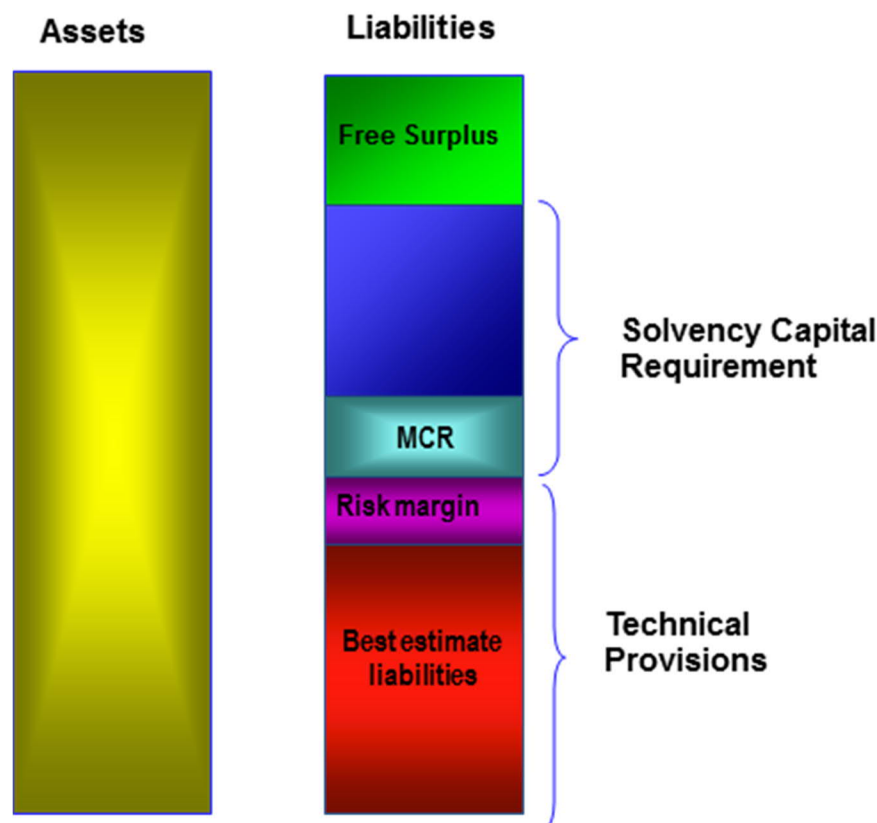 Assets
Liabilities
Free Surplus
Solvency Capital
Requirement
MCR
Risk margin
Best estimate
liabilities
Technical
Provisions